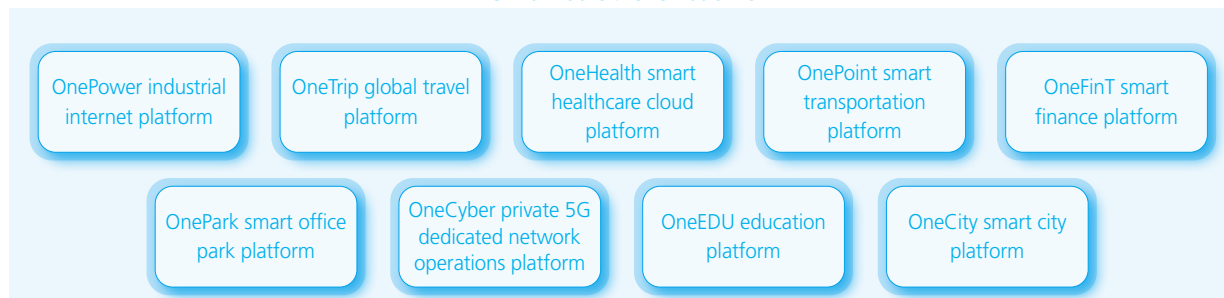 OnePower industrial
internet platform
OneTrip global travel
platform
OneHealth smart
healthcare cloud
platform
OnePoint smart
transportation
platform
OneFinT smart
finance platform
OnePark smart office
park platform
OneCyber private 5G
dedicated network
operations platform
OneEDU education
platform
OneCity smart city
platform